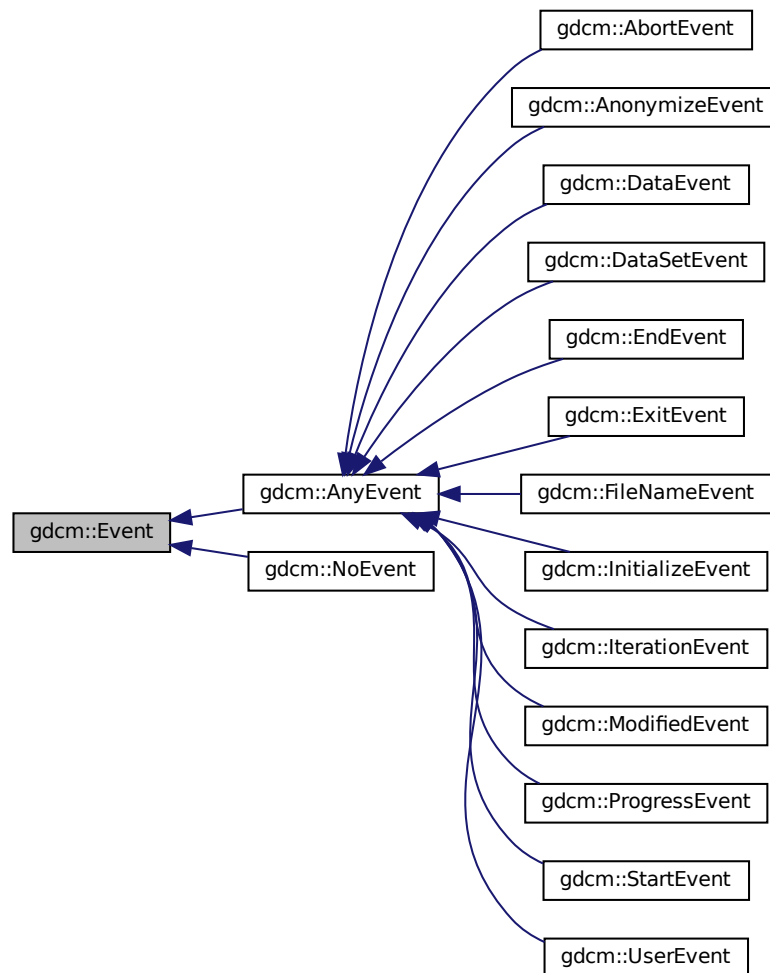 gdcm::AbortEvent
gdcm::AnonymizeEvent
gdcm::DataEvent
gdcm::DataSetEvent
gdcm::EndEvent
gdcm::ExitEvent
gdcm::AnyEvent
gdcm::FileNameEvent
gdcm::Event
gdcm::NoEvent
gdcm::InitializeEvent
gdcm::IterationEvent
gdcm::ModifiedEvent
gdcm::ProgressEvent
gdcm::StartEvent
gdcm::UserEvent